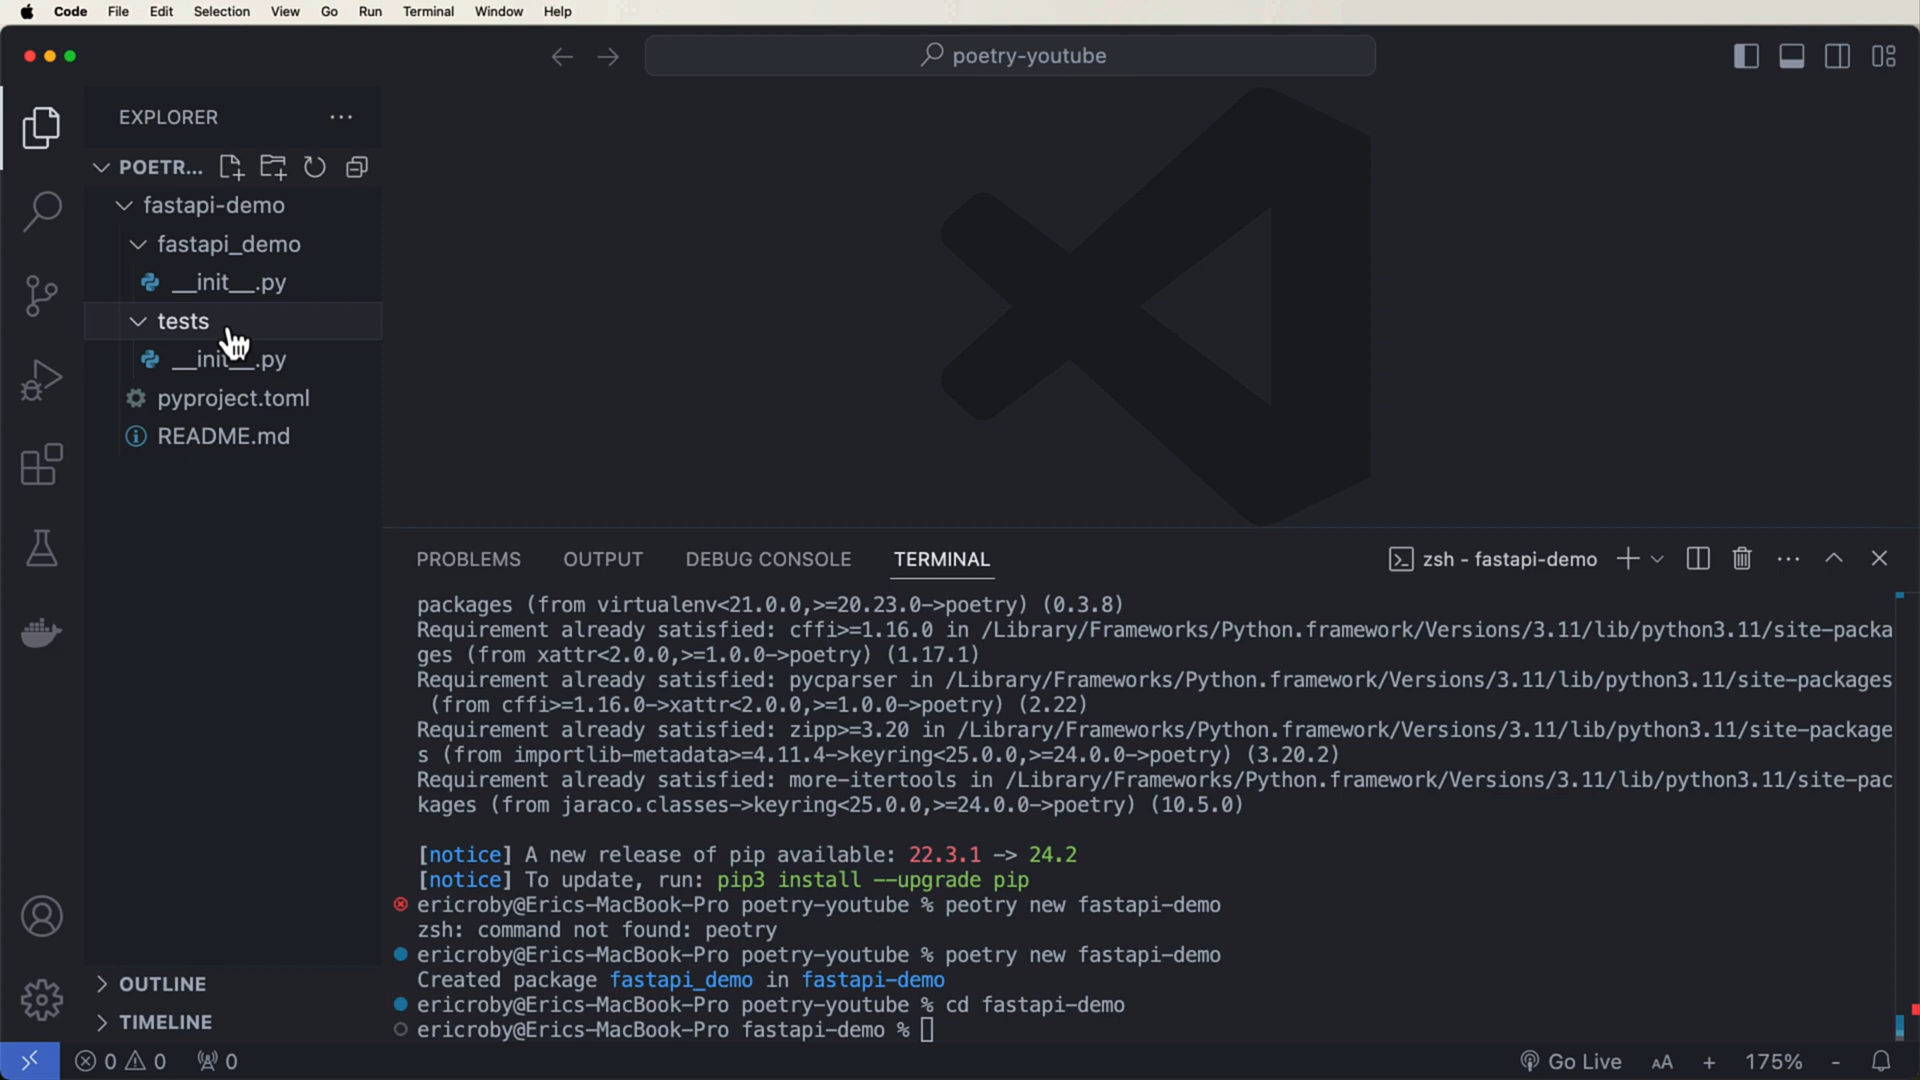 Code File Edit Selection View Go Run Terminal Window Help
poetry-youtube
EXPLORER
POETR...
fastapi-demo
fastapi_demo
__init__.py
tests
__init__.py
pyproject.toml
README.md
OUTLINE
TIMELINE
PROBLEMS OUTPUT DEBUG CONSOLE TERMINAL
zsh - fastapi-demo
packages (from virtualenv<21.0.0,>=20.23.0->poetry) (0.3.8)
Requirement already satisfied: cffi>=1.16.0 in /Library/Frameworks/Python.framework/Versions/3.11/lib/python3.11/site-packa
ges (from xattr<2.0.0,>=1.0.0->poetry) (1.17.1)
Requirement already satisfied: pycparser in /Library/Frameworks/Python.framework/Versions/3.11/lib/python3.11/site-packages
(from cffi>=1.16.0->xattr<2.0.0,>=1.0.0->poetry) (2.22)
Requirement already satisfied: zipp>=3.20 in /Library/Frameworks/Python.framework/Versions/3.11/lib/python3.11/site-package
s (from importlib-metadata>=4.11.4->keyring<25.0.0,>=24.0.0->poetry) (3.20.2)
Requirement already satisfied: more-itertools in /Library/Frameworks/Python.framework/Versions/3.11/lib/python3.11/site-pac
kages (from jaraco.classes->keyring<25.0.0,>=24.0.0->poetry) (10.5.0)
[notice] A new release of pip available: 22.3.1 -> 24.2
[notice] To update, run: pip3 install --upgrade pip
ericroby@Erics-MacBook-Pro poetry-youtube % peotry new fastapi-demo
zsh: command not found: peotry
ericroby@Erics-MacBook-Pro poetry-youtube % poetry new fastapi-demo
Created package fastapi_demo in fastapi-demo
ericroby@Erics-MacBook-Pro poetry-youtube % cd fastapi-demo
ericroby@Erics-MacBook-Pro fastapi-demo %
0 0 0
Go Live AA + 175% -